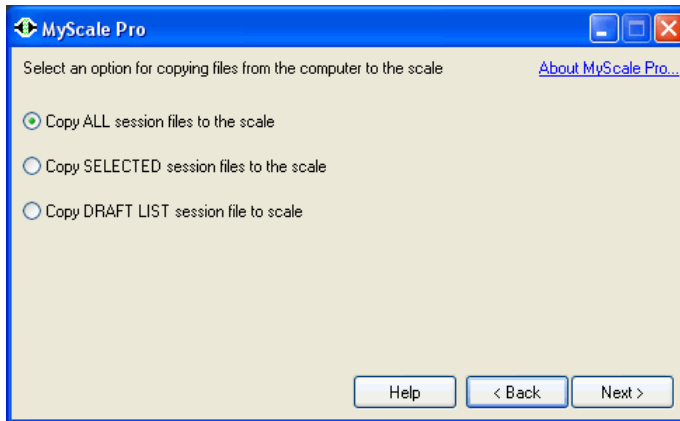 MyScale Pro
Select an option for copying files from the computer to the scale
About MyScale Pro...
Copy ALL session files to the scale
Copy SELECTED session files to the scale
Copy DRAFT LIST session file to scale
Help
< Back
Next >